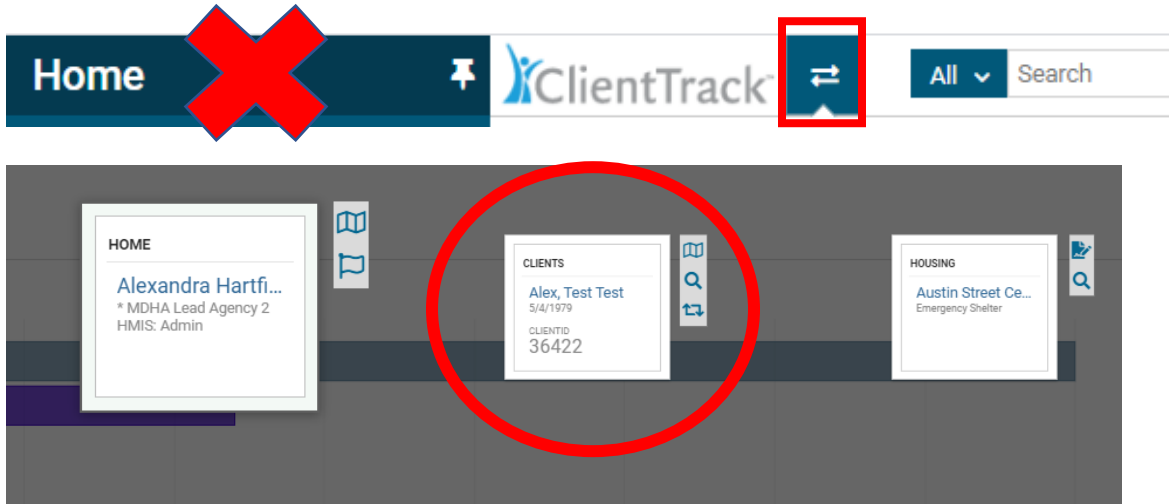 Home
ClientTrack
All
Search
HOME
Alexandra Hartfi...
* MDHA Lead Agency 2
HMIS: Admin
CLIENTS
Alex, Test Test
5/4/1979
CLIENTID
36422
HOUSING
Austin Street Ce...
Emergency Shelter